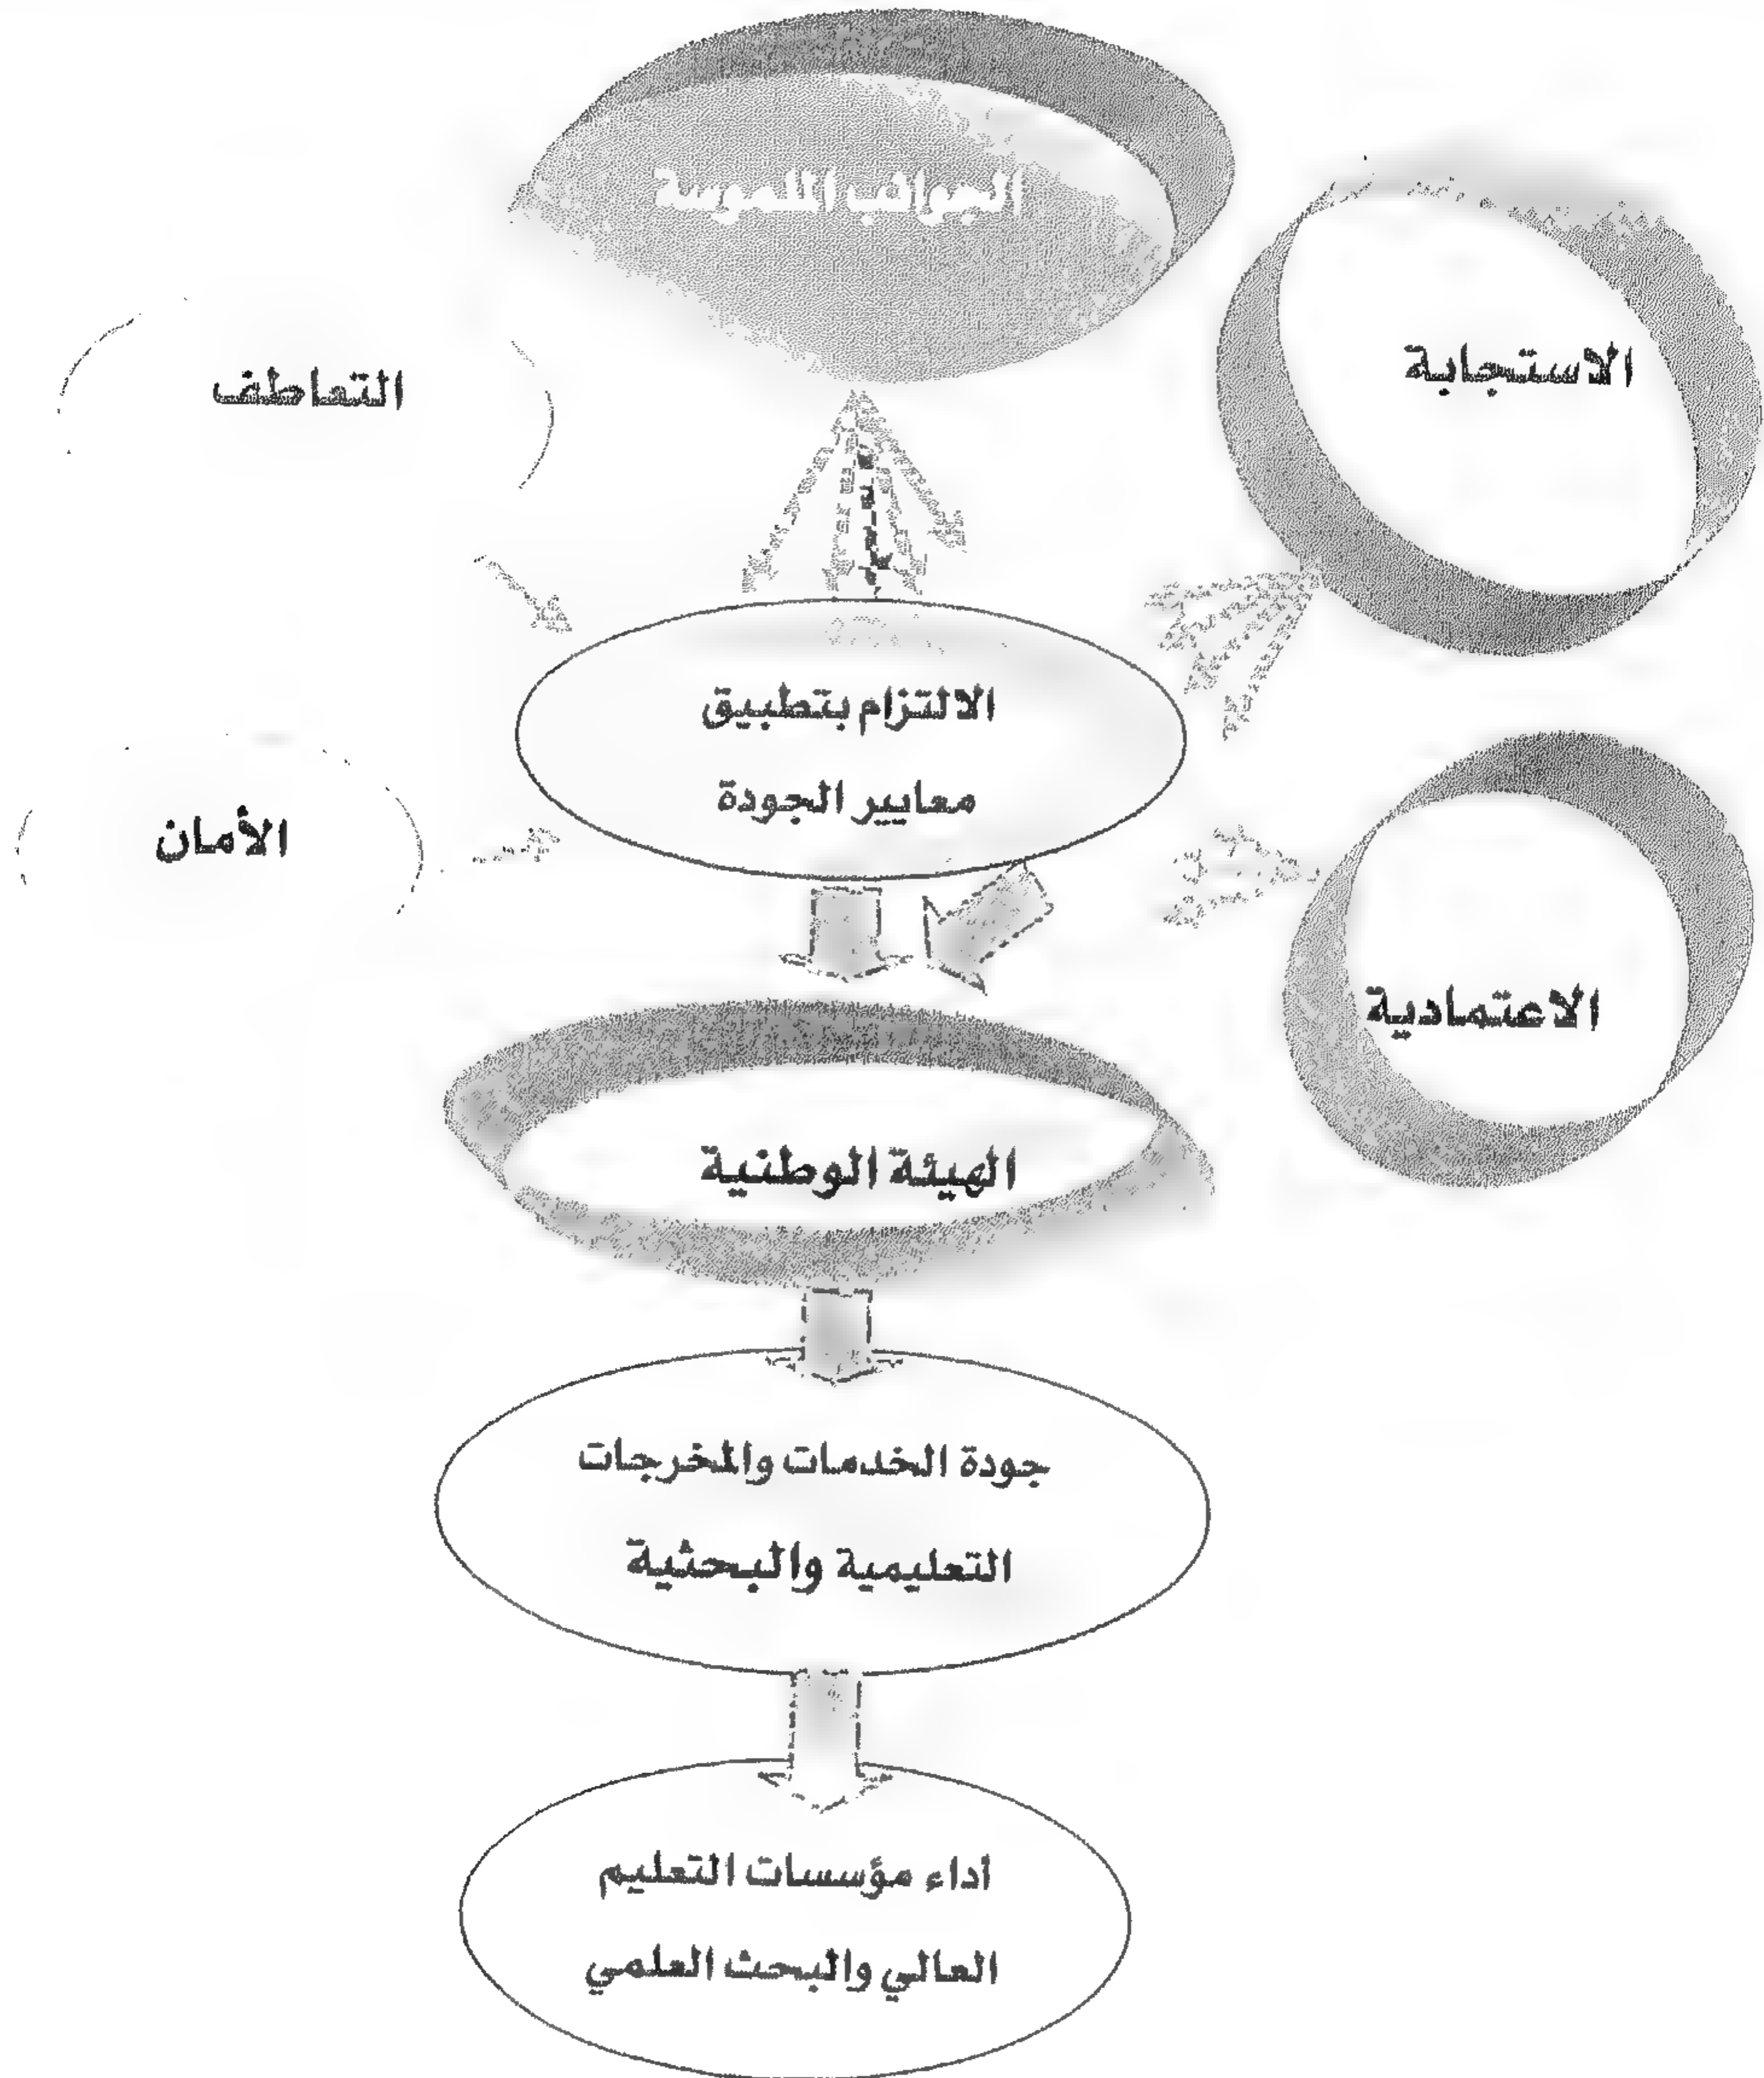 الجوانب الملموسة
الاستجابة
التعاطف
الالتزام بتطبيق
معايير الجودة
الأمان
الاعتمادية
الهيئة الوطنية
جودة الخدمات والمخرجات
التعليمية والبحثية
أداء مؤسسات التعليم
العالي والبحث العلمي